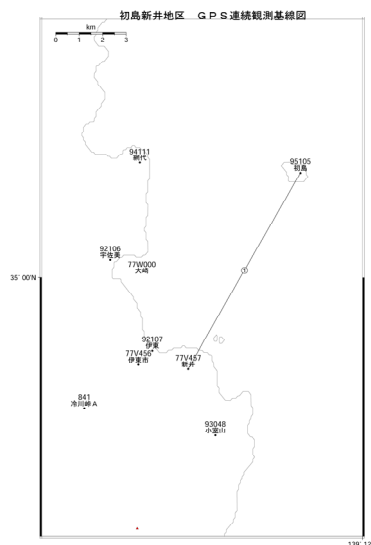 初島新井地区　GPS連続観測基線図
km
0 1 2 3
94111
網代
95105
初島
92106
宇佐美
77W000
大崎
①
35° 00'N
92107
伊東
77V456
伊東市
77V457
新井
841
冷川峠A
93048
小室山
139° 12